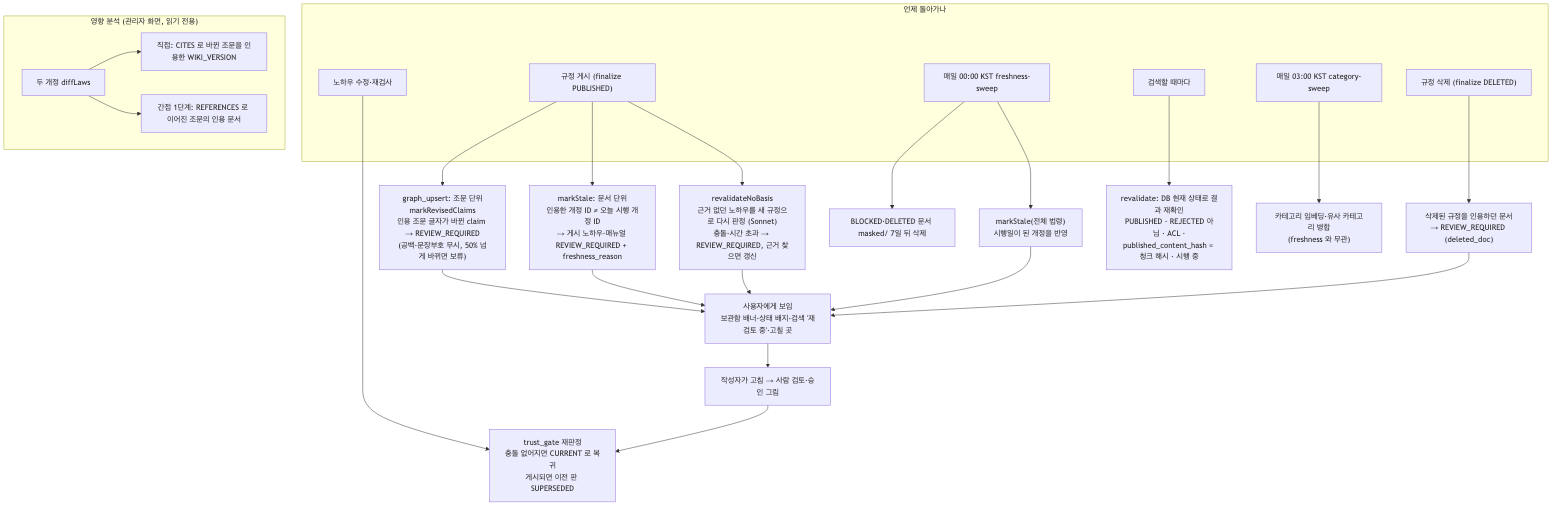 영향 분석 (관리자 화면, 읽기 전용)
두 개정 diffLaws
직접: CITES 로 바뀐 조문을 인
용한 WIKI_VERSION
간접 1단계: REFERENCES 로
이어진 조문의 인용 문서
언제 돌아가나
노하우 수정·재검사
규정 게시 (finalize
PUBLISHED)
매일 00:00 KST freshness-
sweep
검색할 때마다
매일 03:00 KST category-
sweep
규정 삭제 (finalize DELETED)
graph_upsert: 조문 단위
markRevisedClaims
인용 조문 글자가 바뀐 claim
→ REVIEW_REQUIRED
(공백·문장부호 무시, 50% 넘
게 바뀌면 보류)
markStale: 문서 단위
인용한 개정 ID ≠ 오늘 시행 개
정 ID
→ 게시 노하우·매뉴얼
REVIEW_REQUIRED +
freshness_reason
revalidateNoBasis
근거 없던 노하우를 새 규정으
로 다시 판정 (Sonnet)
충돌·시간 초과 →
REVIEW_REQUIRED, 근거 찾
으면 갱신
BLOCKED·DELETED 문서
masked/ 7일 뒤 삭제
markStale(전체 법령)
시행일이 된 개정을 반영
revalidate: DB 현재 상태로 결
과 재확인
PUBLISHED · REJECTED 아
님 · ACL ·
published_content_hash =
청크 해시 · 시행 중
카테고리 임베딩·유사 카테고
리 병합
(freshness 와 무관)
삭제된 규정을 인용하던 문서
→ REVIEW_REQUIRED
(deleted_doc)
사용자에게 보임
보관함 배너·상태 배지·검색 '재
검토 중'·고칠 곳
작성자가 고침 → 사람 검토·승
인 그림
trust_gate 재판정
충돌 없어지면 CURRENT 로 복
귀
게시되면 이전 판
SUPERSEDED